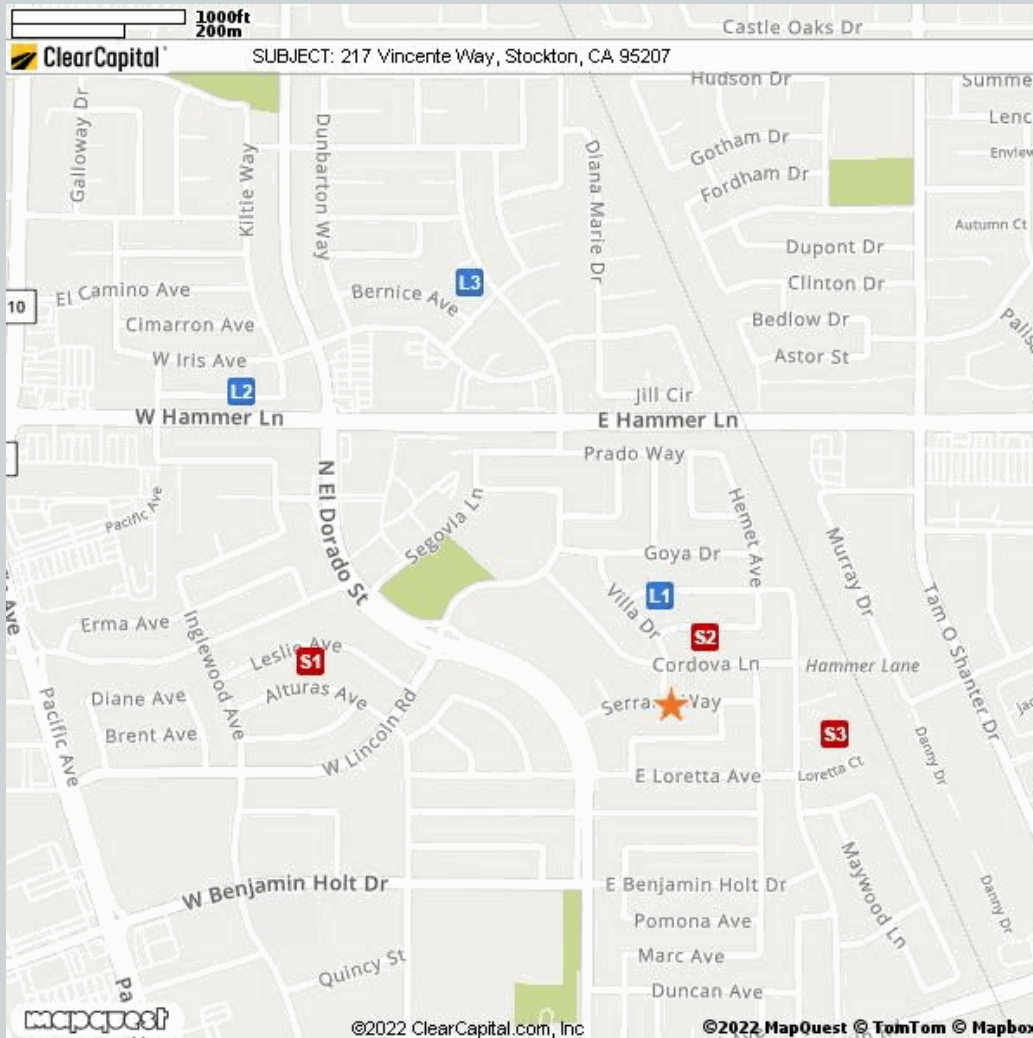 1000ft
200m
Castle Oaks Dr
ClearCapital
SUBJECT: 217 Vincente Way, Stockton, CA 95207
Hudson Dr
Summe
Galloway Dr
Kiltie Way
Dunbarton Way
Diana Marie Dr
Gotham Dr
Fordham Dr
Lenc
Enview
Autumn Ct
Dupont Dr
Clinton Dr
Bedlow Dr
Astor St
Palis
10
El Camino Ave
Cimarron Ave
W Iris Ave
Bernice Ave
L3
L2
Jill Cir
W Hammer Ln
E Hammer Ln
Prado Way
Pacific Ave
N El Dorado St
Segovia Ln
Hemet Ave
Goya Dr
Murray Dr
Tam O Shanter Dr
L1
Villa Dr
S2
Cordova Ln
Hammer Lane
Ave
Erma Ave
Inglewood Ave
Leslie Ave
S1
Alturas Ave
Diane Ave
Brent Ave
Pacific Ave
W Lincoln Rd
Serra
Way
S3
Danny Dr
Jac
E Loretta Ave
Loretta Ct
W Benjamin Holt Dr
E Benjamin Holt Dr
Maywood Ln
Danny Dr
Pomona Ave
Marc Ave
Duncan Ave
Quincy St
Pa
mapquest
©2022 ClearCapital.com, Inc
©2022 MapQuest © TomTom © Mapbox